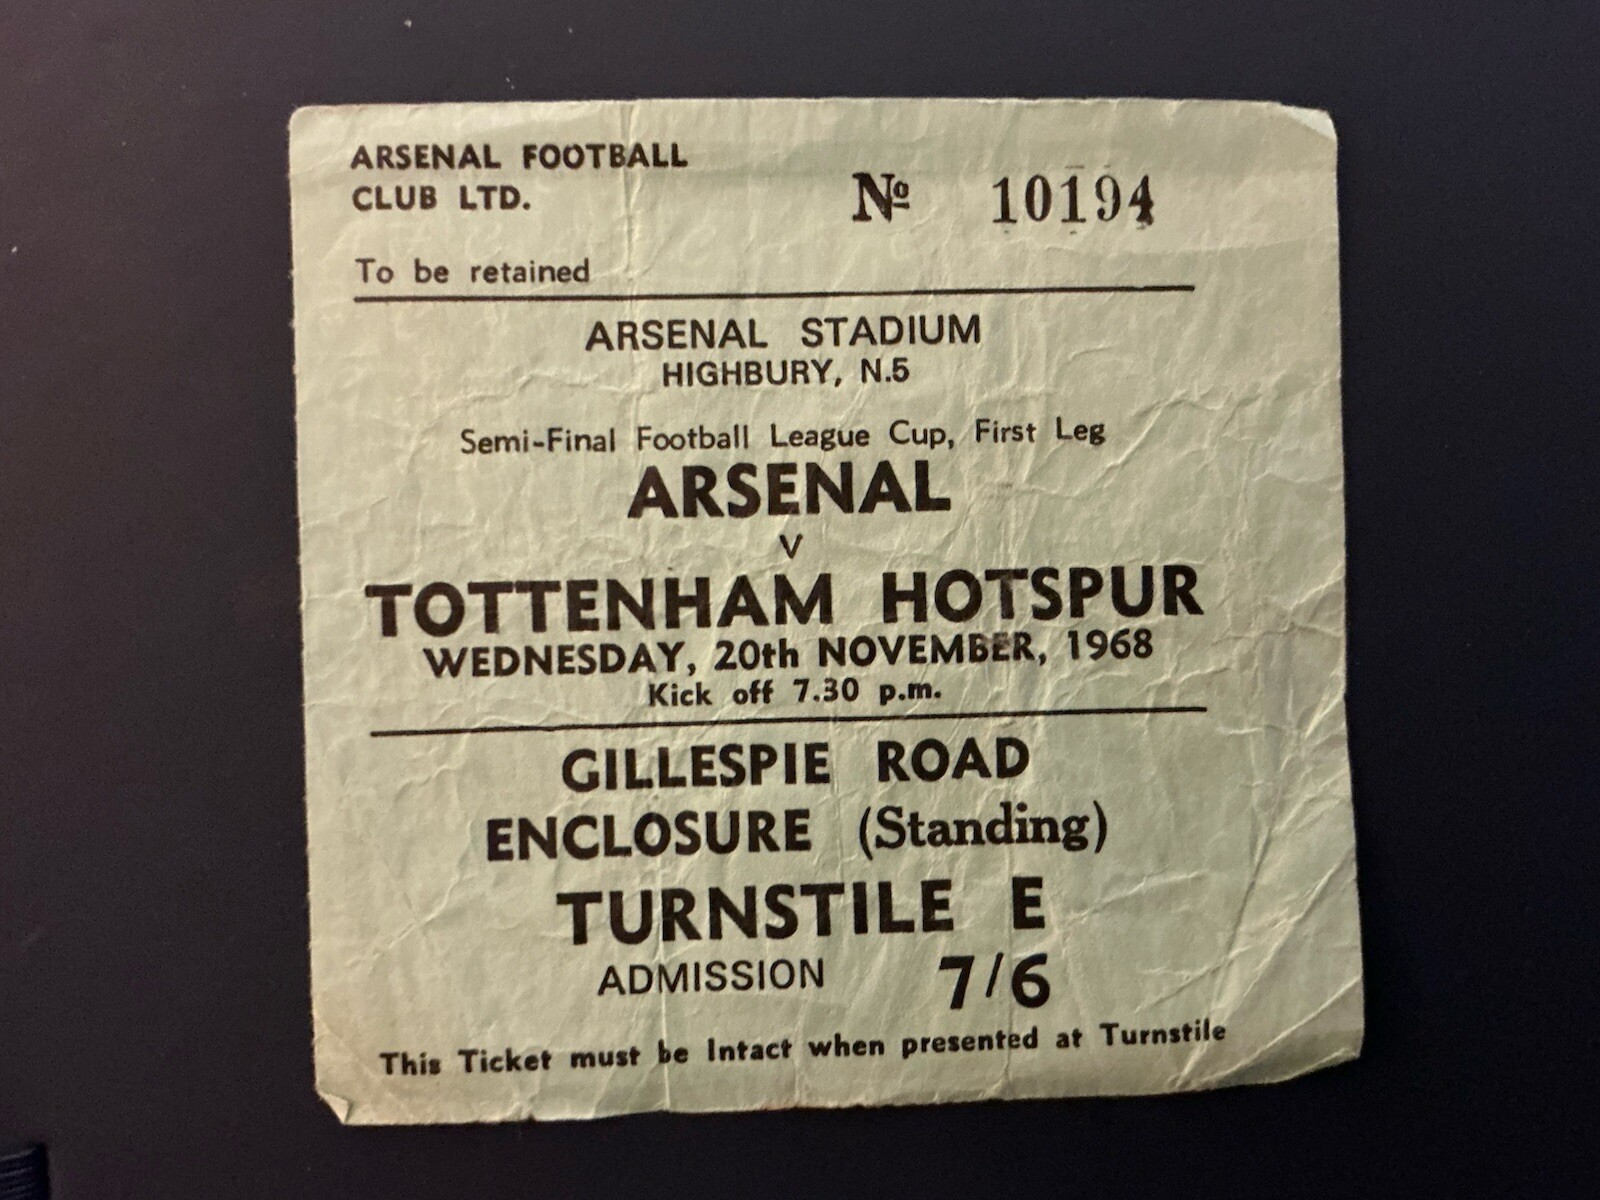 ARSENAL FOOTBALL
CLUB LTD.
Nº 10194
To be retained
ARSENAL STADIUM
HIGHBURY, N.5
Semi-Final Football League Cup, First Leg
ARSENAL
v
TOTTENHAM HOTSPUR
WEDNESDAY, 20th NOVEMBER, 1968
Kick off 7.30 p.m.
GILLESPIE ROAD
ENCLOSURE (Standing)
TURNSTILE E
ADMISSION 7/6
This Ticket must be Intact when presented at Turnstile